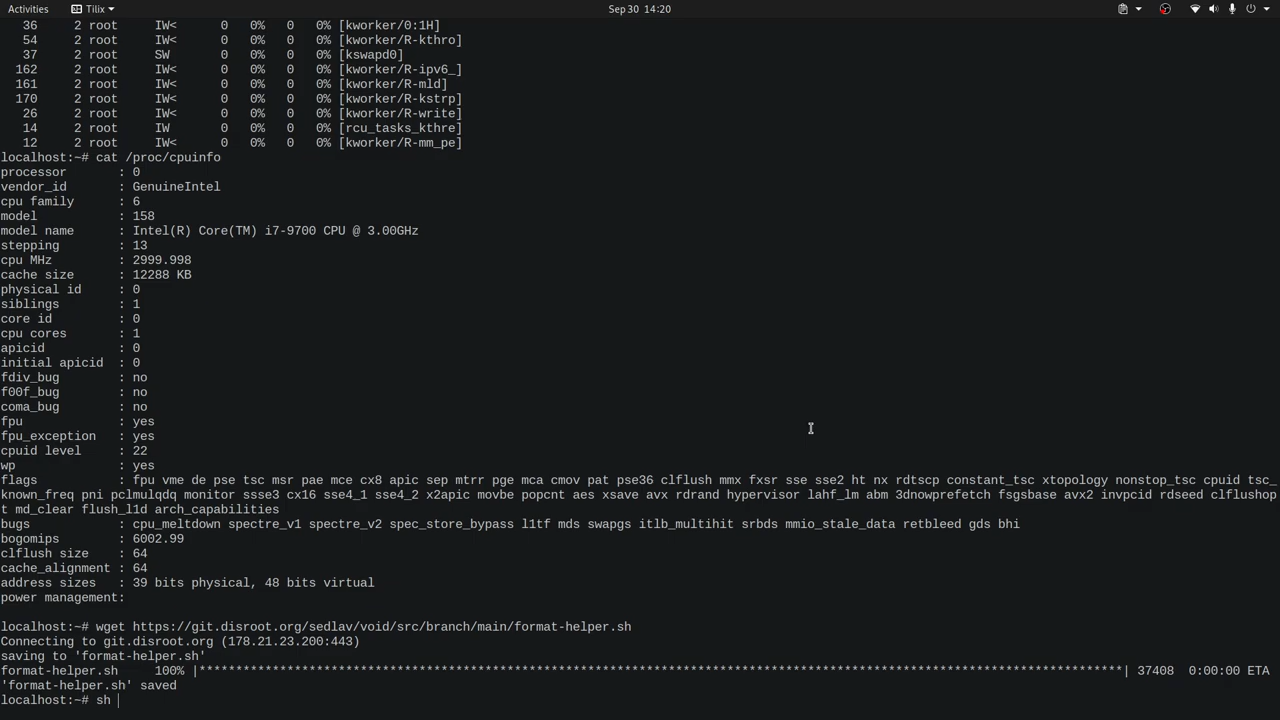 Activities Tilix Sep 30 14:20
36 2 root IW< 0 0% 0 0% [kworker/0:1H]
54 2 root IW< 0 0% 0 0% [kworker/R-kthro]
37 2 root SW 0 0% 0 0% [kswapd0]
162 2 root IW< 0 0% 0 0% [kworker/R-ipv6_]
161 2 root IW< 0 0% 0 0% [kworker/R-mld]
170 2 root IW< 0 0% 0 0% [kworker/R-kstrp]
26 2 root IW< 0 0% 0 0% [kworker/R-write]
14 2 root IW 0 0% 0 0% [rcu_tasks_kthre]
12 2 root IW< 0 0% 0 0% [kworker/R-mm_pe]
localhost:~# cat /proc/cpuinfo
processor : 0
vendor_id : GenuineIntel
cpu family : 6
model : 158
model name : Intel(R) Core(TM) i7-9700 CPU @ 3.00GHz
stepping : 13
cpu MHz : 2999.998
cache size : 12288 KB
physical id : 0
siblings : 1
core id : 0
cpu cores : 1
apicid : 0
initial apicid : 0
fdiv_bug : no
f00f_bug : no
coma_bug : no
fpu : yes
fpu_exception : yes
cpuid level : 22
wp : yes
flags : fpu vme de pse tsc msr pae mce cx8 apic sep mtrr pge mca cmov pat pse36 clflush mmx fxsr sse sse2 ht nx rdtscp constant_tsc xtopology nonstop_tsc cpuid tsc_
known_freq pni pclmulqdq monitor ssse3 cx16 sse4_1 sse4_2 x2apic movbe popcnt aes xsave avx rdrand hypervisor lahf_lm abm 3dnowprefetch fsgsbase avx2 invpcid rdseed clflushop
t md_clear flush_l1d arch_capabilities
bugs : cpu_meltdown spectre_v1 spectre_v2 spec_store_bypass l1tf mds swapgs itlb_multihit srbds mmio_stale_data retbleed gds bhi
bogomips : 6002.99
clflush size : 64
cache_alignment : 64
address sizes : 39 bits physical, 48 bits virtual
power management:
localhost:~# wget https://git.disroot.org/sedlav/void/src/branch/main/format-helper.sh
Connecting to git.disroot.org (178.21.23.200:443)
saving to 'format-helper.sh'
format-helper.sh 100% |******************************************************************************************************************************| 37408 0:00:00 ETA
'format-helper.sh' saved
localhost:~# sh